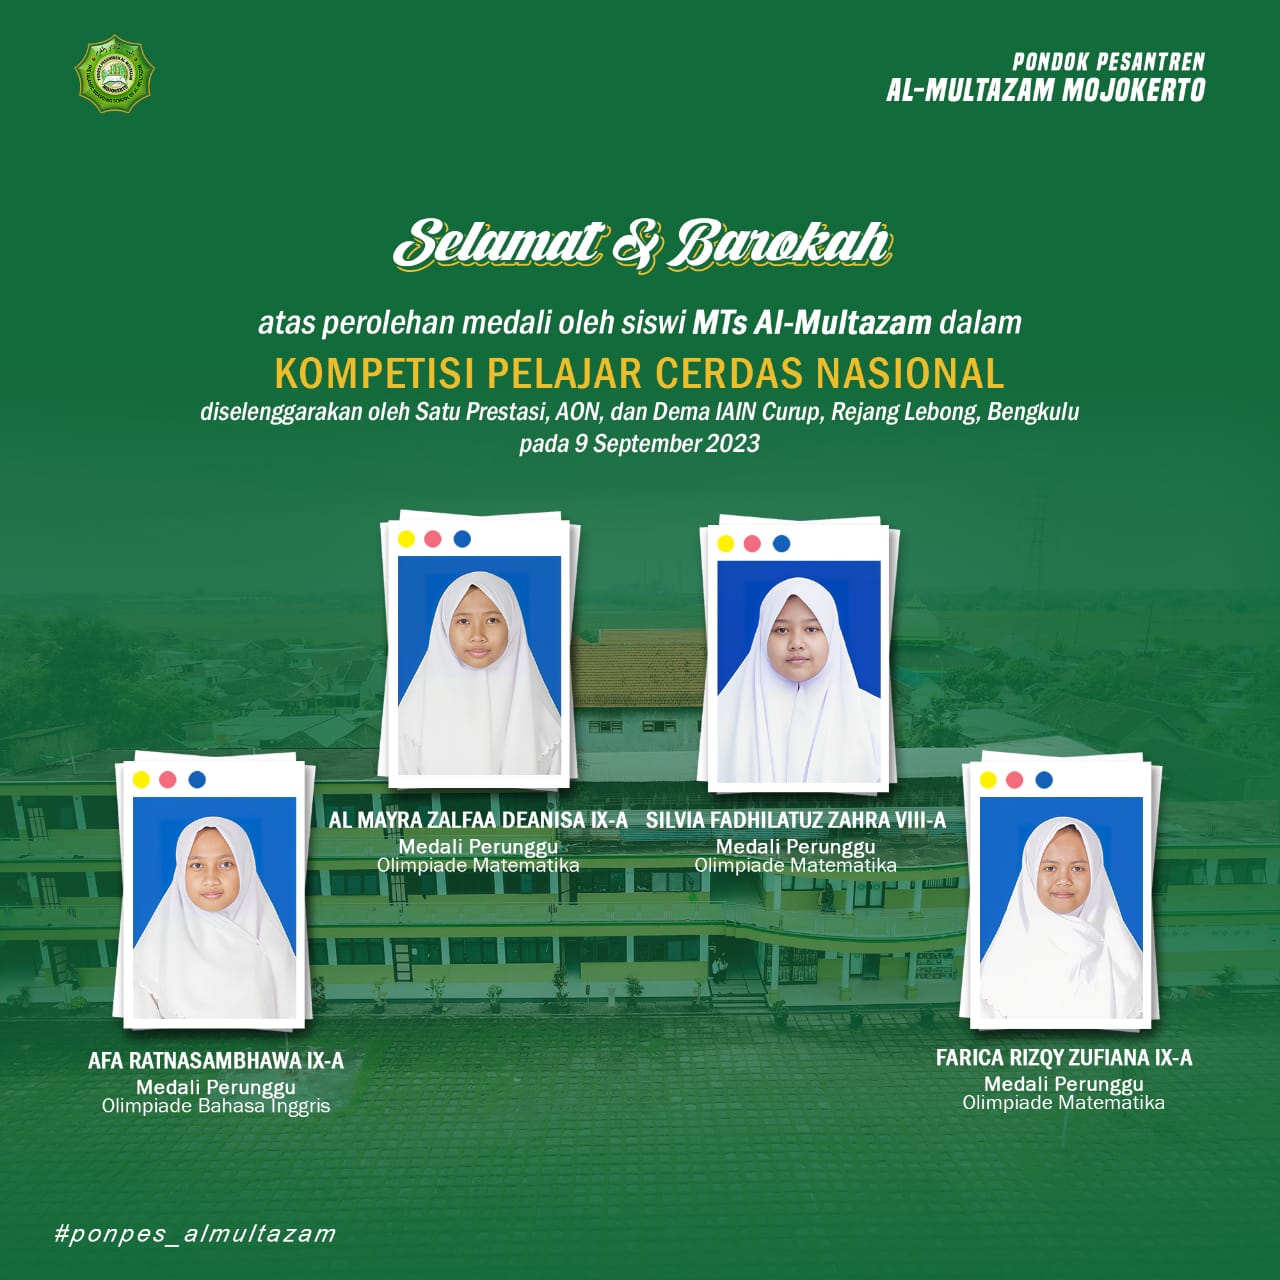 PONDOK PESANTREN
AL-MULTAZAM MOJOKERTO
Selamat & Barokah
atas perolehan medali oleh siswi MTs Al-Multazam dalam
KOMPETISI PELAJAR CERDAS NASIONAL
diselenggarakan oleh Satu Prestasi, AON, dan Dema IAIN Curup, Rejang Lebong, Bengkulu
pada 9 September 2023
AL MAYRA ZALFAA DEANISA IX-A
Medali Perunggu
Olimpiade Matematika
SILVIA FADHILATUZ ZAHRA VIII-A
Medali Perunggu
Olimpiade Matematika
AFA RATNASAMBHAWA IX-A
Medali Perunggu
Olimpiade Bahasa Inggris
FARICA RIZQY ZUFIANA IX-A
Medali Perunggu
Olimpiade Matematika
#ponpes_almultazam